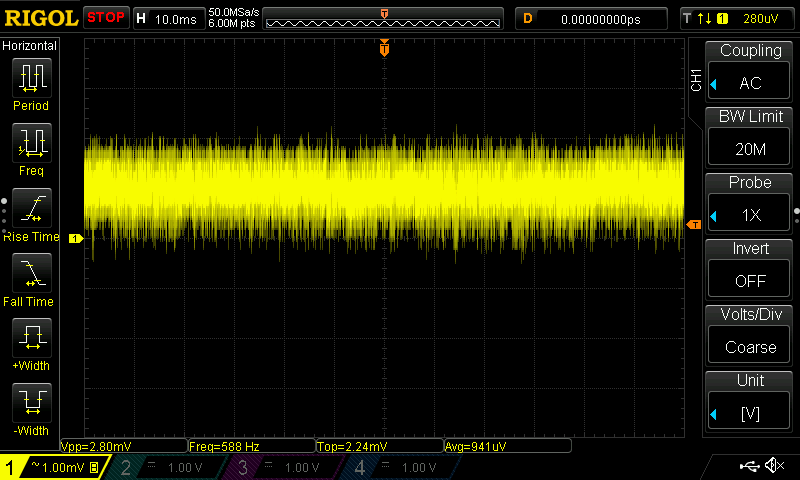 RIGOL STOP H 10.0ms 50.0MSa/s 6.00M pts T D 0.00000000ps T 1 280uV
Horizontal
Period
Freq
Rise Time
Fall Time
+Width
-Width
T
1
T
CH1
Coupling
AC
BW Limit
20M
Probe
1X
Invert
OFF
Volts/Div
Coarse
Unit
[V]
Vpp=2.80mV Freq=588 Hz Top=2.24mV Avg=941uV
1 ~ 1.00mV B 2 1.00 V 3 1.00 V 4 1.00 V